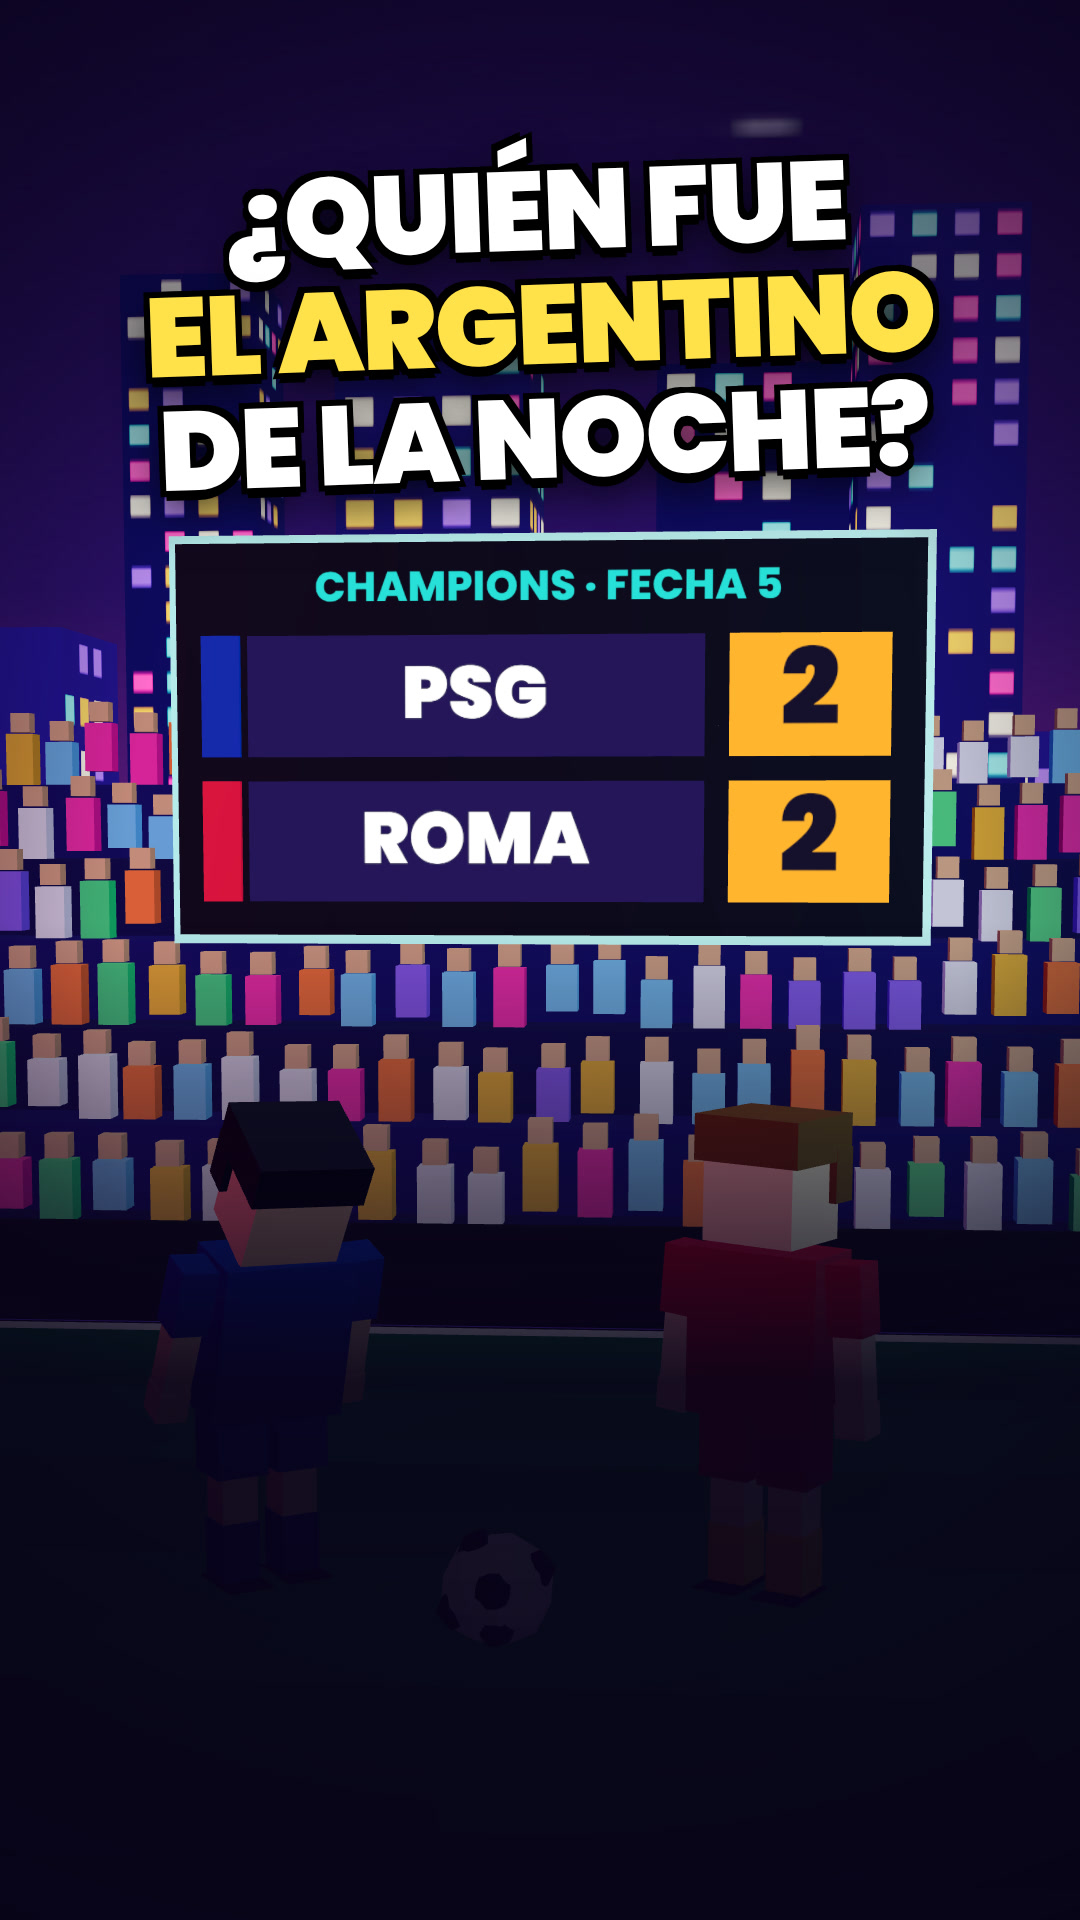 ¿QUIÉN FUE
EL ARGENTINO
DE LA NOCHE?
CHAMPIONS · FECHA 5
PSG 2
ROMA 2